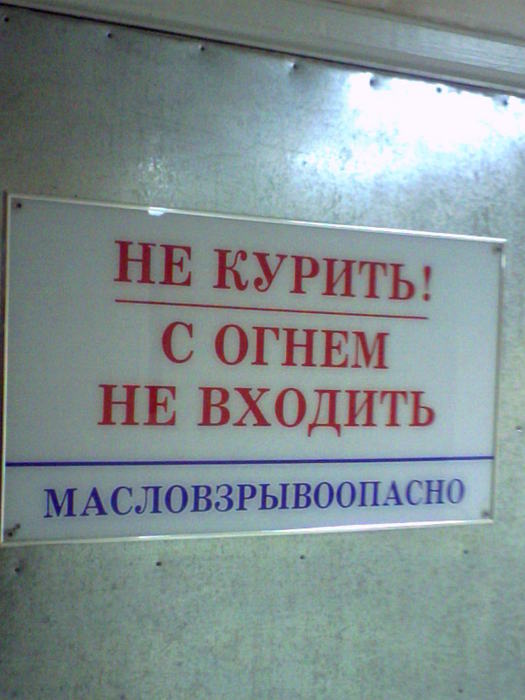 НЕ КУРИТЬ!
С ОГНЕМ
НЕ ВХОДИТЬ
МАСЛОВЗРЫВООПАСНО